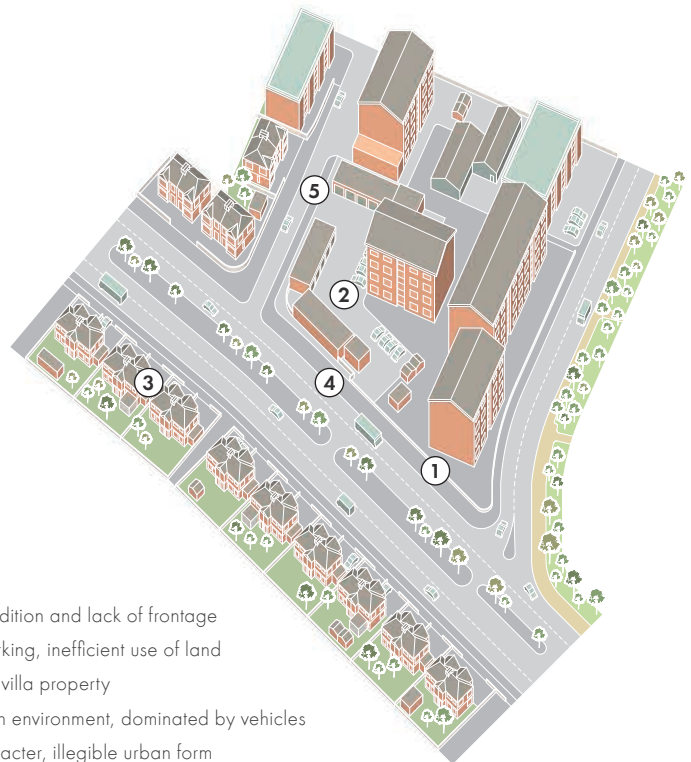 5
2
3
4
1
dition and lack of frontage
rking, inefficient use of land
villa property
n environment, dominated by vehicles
acter, illegible urban form